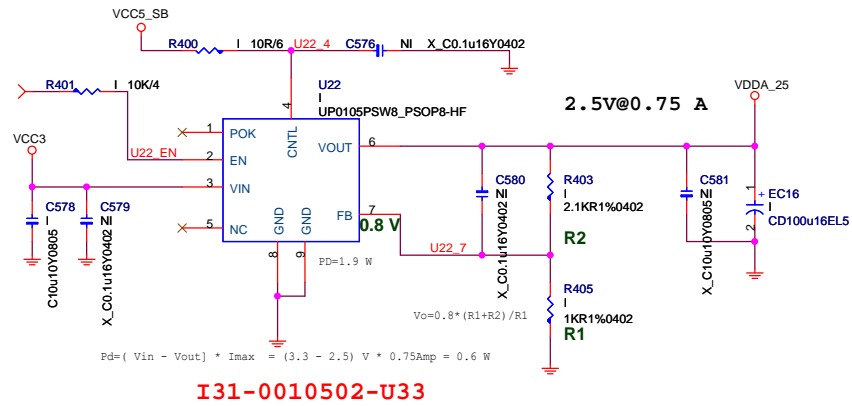 VCC5_SB
R400 I 10R/6 U22_4 C576 NI X_C0.1u16Y0402
R401 I 10K/4
U22
I
UP0105PSW8_PSOP8-HF
2.5V@0.75 A
VDDA_25
VCC3
U22_EN
1 POK
2 EN
3 VIN
5 NC
4 CNTL
VOUT 6
FB 7
0.8 V
GND 8
GND 9
PD=1.9 W
U22_7
C578
I
C10u10Y0805
C579
NI
X_C0.1u16Y0402
C580
NI
X_C0.1u16Y0402
R403
I
2.1KR1%0402
R2
C581
NI
X_C10u10Y0805
1
+ EC16
I
CD100u16EL5
2
R405
I
1KR1%0402
R1
Vo=0.8*(R1+R2)/R1
Pd=( Vin - Vout] * Imax = (3.3 - 2.5) V * 0.75Amp = 0.6 W
I31-0010502-U33